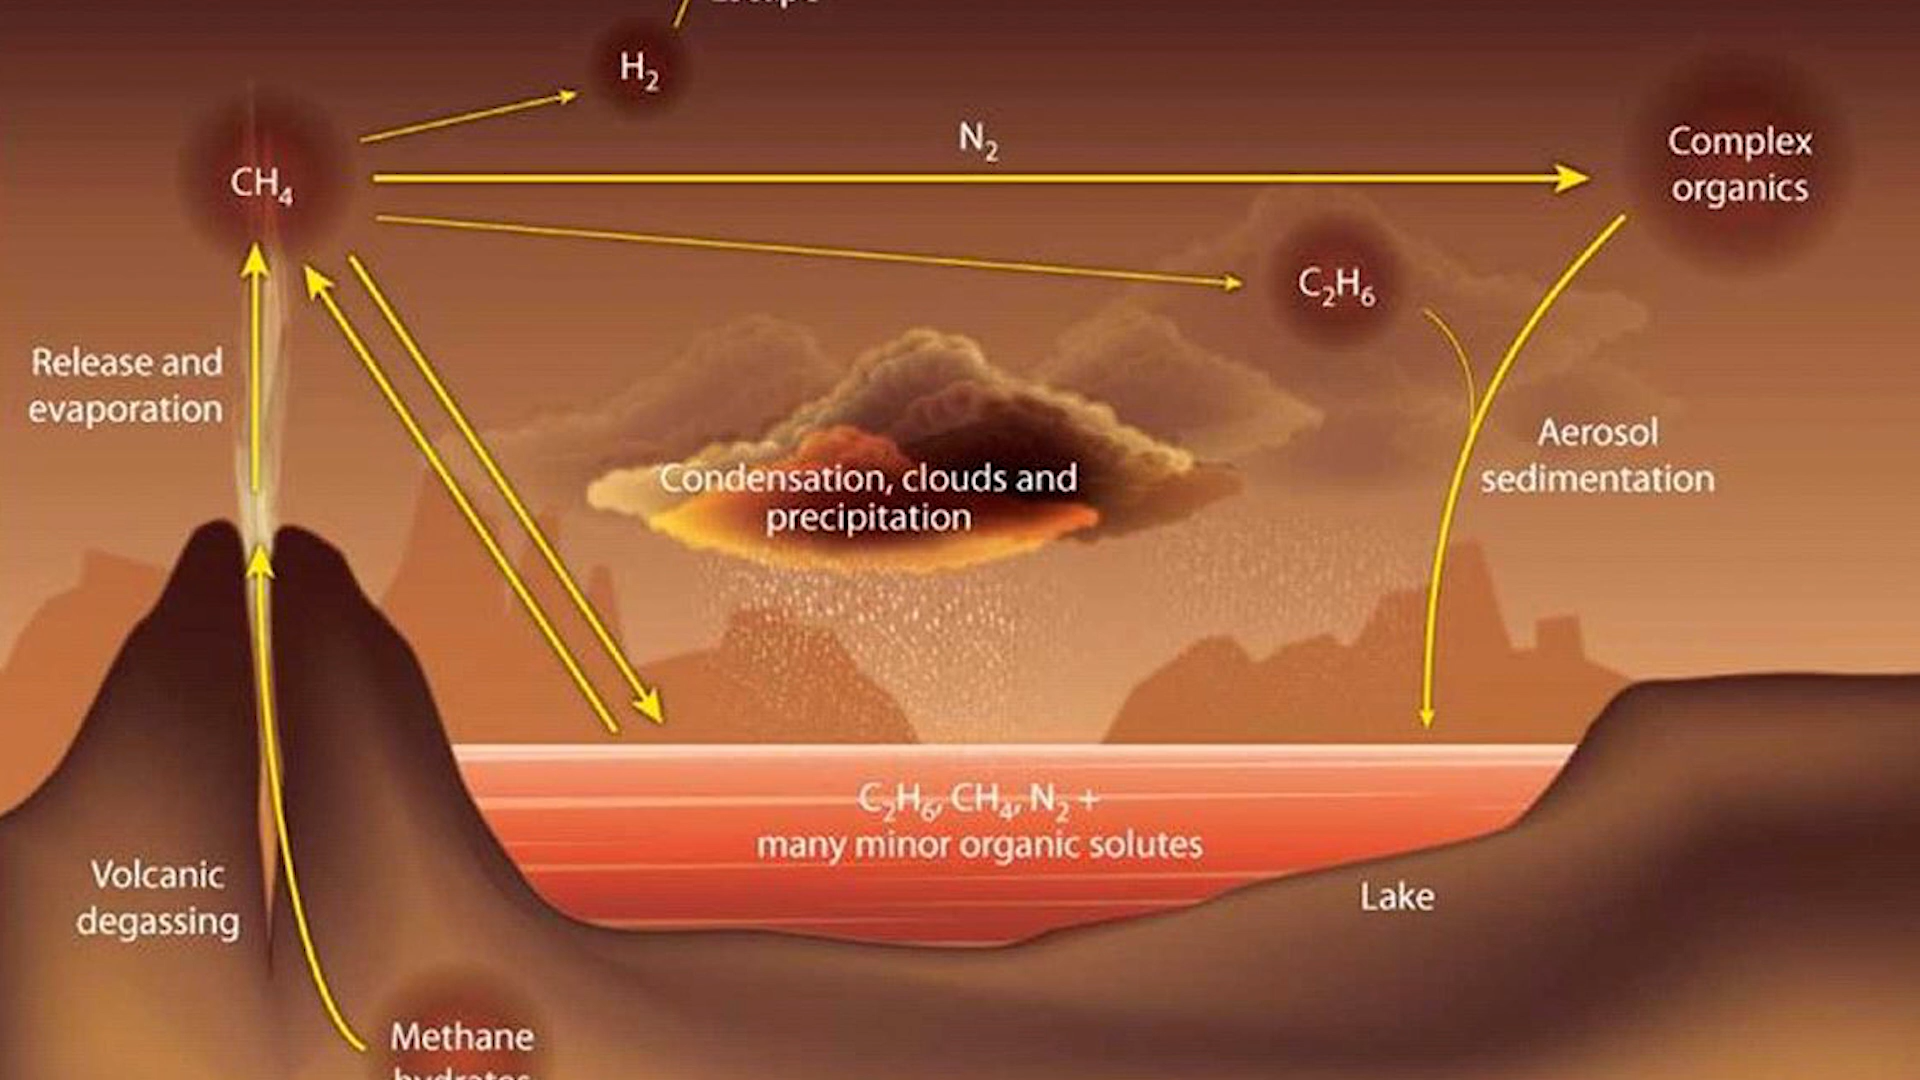 H₂
N₂
Complex
organics
CH₄
C₂H₆
Release and
evaporation
Aerosol
sedimentation
Condensation, clouds and
precipitation
C₂H₆, CH₄, N₂ +
many minor organic solutes
Volcanic
degassing
Lake
Methane
hydrates